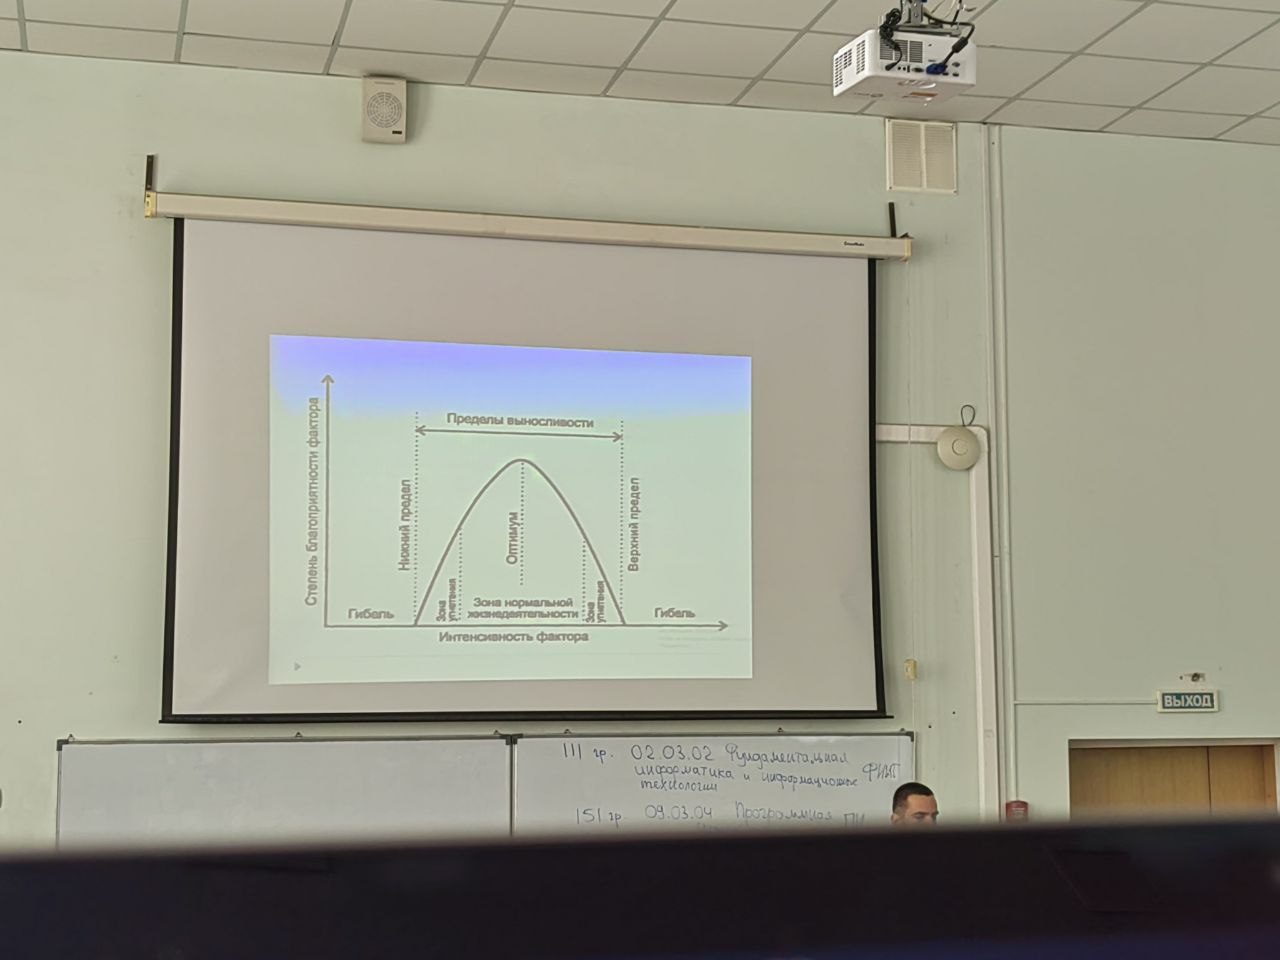 Степень благоприятности фактора
Пределы выносливости
Нижний предел
Оптимум
Верхний предел
Гибель
Зона
угнетения
Зона нормальной
жизнедеятельности
Зона
угнетения
Гибель
Интенсивность фактора
ВЫХОД
111 гр. 02.03.02 Фундаментальная
информатика и информационные ФИИТ
технологии
151 гр. 09.03.04 Программная ПИ